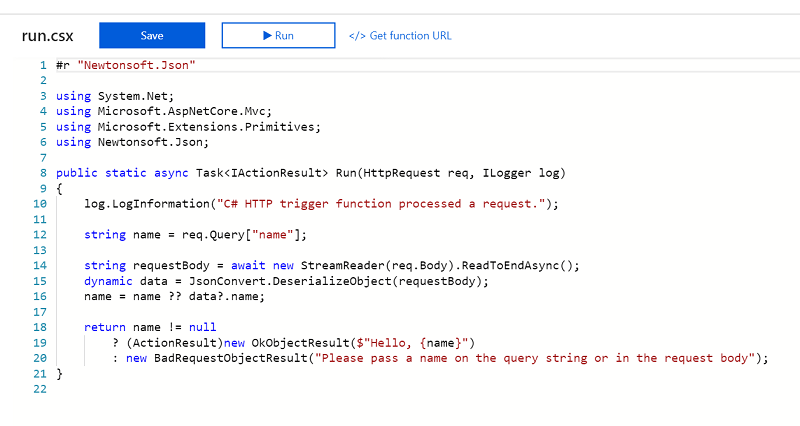 run.csx Save Run </> Get function URL
1 #r "Newtonsoft.Json"
2
3 using System.Net;
4 using Microsoft.AspNetCore.Mvc;
5 using Microsoft.Extensions.Primitives;
6 using Newtonsoft.Json;
7
8 public static async Task<IActionResult> Run(HttpRequest req, ILogger log)
9 {
10     log.LogInformation("C# HTTP trigger function processed a request.");
11
12     string name = req.Query["name"];
13
14     string requestBody = await new StreamReader(req.Body).ReadToEndAsync();
15     dynamic data = JsonConvert.DeserializeObject(requestBody);
16     name = name ?? data?.name;
17
18     return name != null
19         ? (ActionResult)new OkObjectResult($"Hello, {name}")
20         : new BadRequestObjectResult("Please pass a name on the query string or in the request body");
21 }
22